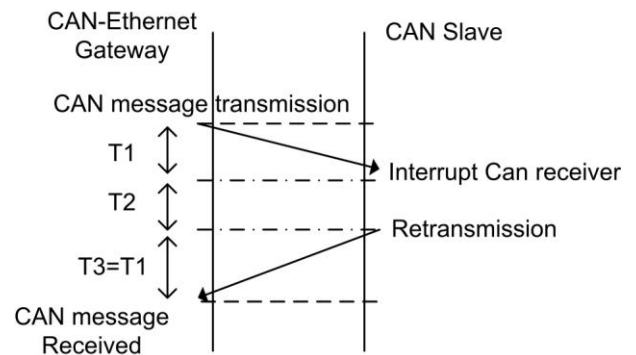 CAN-Ethernet
Gateway
CAN Slave
CAN message transmission
T1
Interrupt Can receiver
T2
Retransmission
T3=T1
CAN message
Received